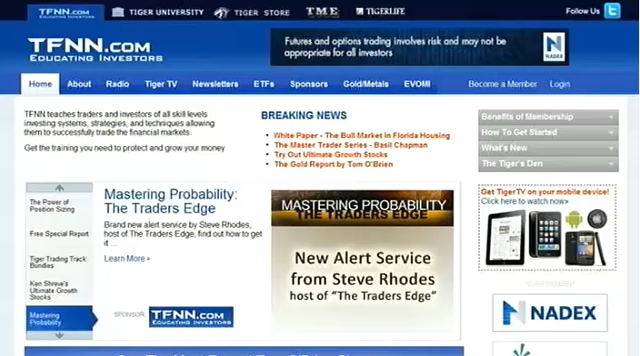 TFNN.COM
EDUCATING INVESTORS
TIGER UNIVERSITY
TIGER STORE
TME
TIGERLIFE
Follow Us
TFNN.COM
EDUCATING INVESTORS
Futures and options trading involves risk and may not be
appropriate for all investors
NADEX
Home About Radio Tiger TV Newsletters ETFs Sponsors Gold/Metals EVOMI Become a Member Login
TFNN teaches traders and investors of all skill levels
investing systems, strategies, and techniques allowing
them to successfully trade the financial markets.
Get the training you need to protect and grow your money
BREAKING NEWS
White Paper - The Bull Market in Florida Housing
The Master Trader Series - Basil Chapman
Try Out Ultimate Growth Stocks
The Gold Report by Tom O'Brien
Benefits of Membership
How To Get Started
What's New
The Tiger's Den
The Power of
Position Sizing
Free Special Report
Tiger Trading Track
Bundles
Ken Shreve's
Ultimate Growth
Stocks
Mastering
Probability
Mastering Probability:
The Traders Edge
Brand new alert service by Steve Rhodes,
host of The Traders Edge, find out how to get
it ...
Learn More »
SPONSOR:
TFNN.COM
EDUCATING INVESTORS
MASTERING PROBABILITY
THE TRADERS EDGE
New Alert Service
from Steve Rhodes
host of "The Traders Edge"
Get TigerTV on your mobile device!
Click here to watch now»
ADVERTISEMENT
NADEX